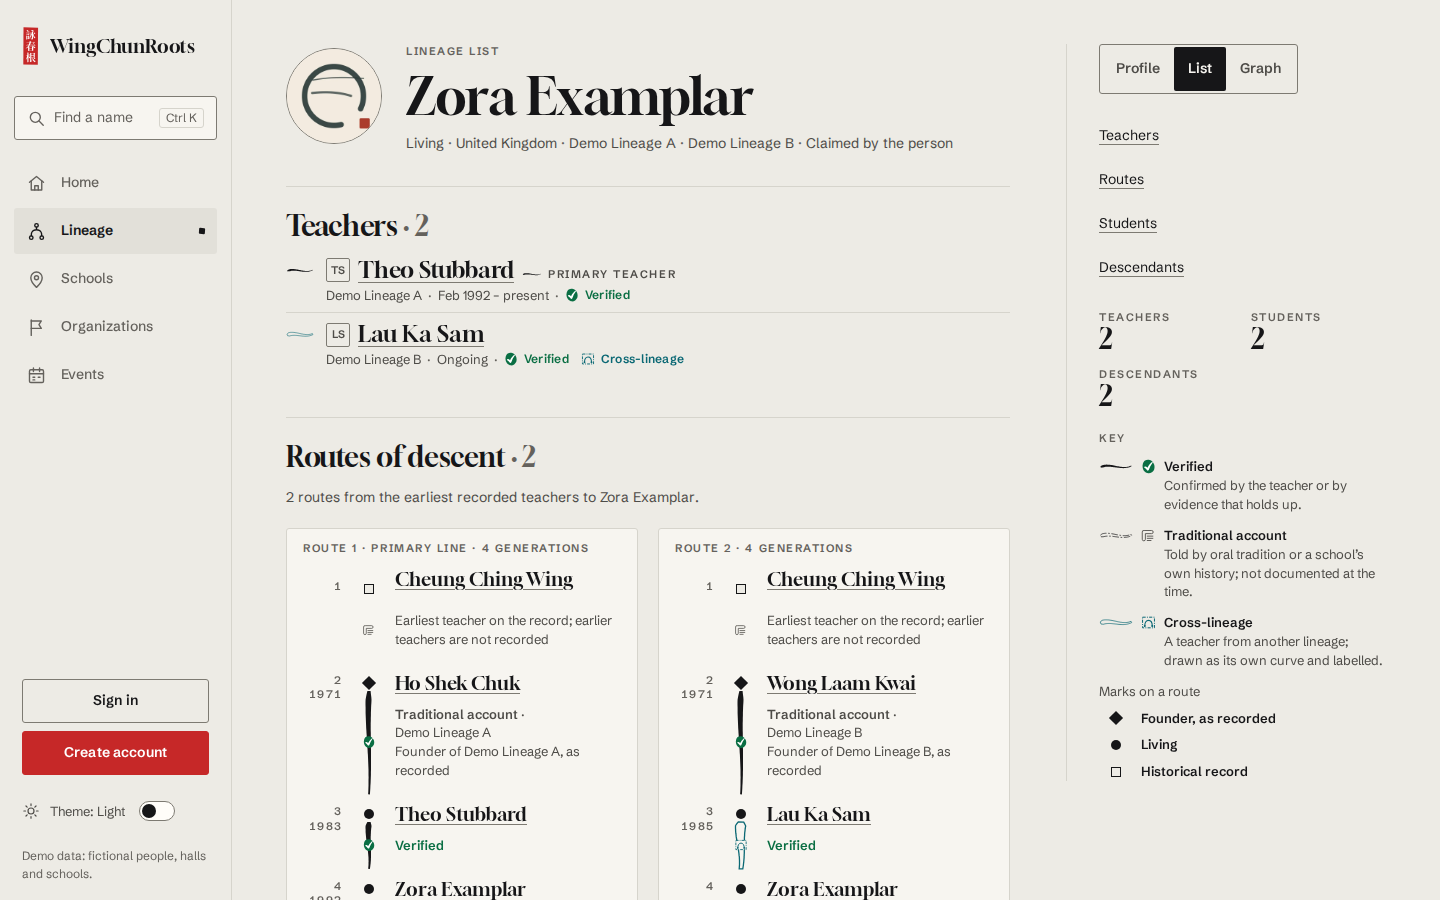 詠春根
WingChunRoots
Find a name
Ctrl K
Home
Lineage
Schools
Organizations
Events
Sign in
Create account
Theme: Light
Demo data: fictional people, halls
and schools.
LINEAGE LIST
Zora Examplar
Living · United Kingdom · Demo Lineage A · Demo Lineage B · Claimed by the person
Teachers · 2
TS Theo Stubbard PRIMARY TEACHER
Demo Lineage A · Feb 1992 – present · Verified
LS Lau Ka Sam
Demo Lineage B · Ongoing · Verified Cross-lineage
Routes of descent · 2
2 routes from the earliest recorded teachers to Zora Examplar.
ROUTE 1 · PRIMARY LINE · 4 GENERATIONS
1 Cheung Ching Wing
Earliest teacher on the record; earlier
teachers are not recorded
2 Ho Shek Chuk
1971
Traditional account ·
Demo Lineage A
Founder of Demo Lineage A, as
recorded
3 Theo Stubbard
1983
Verified
4 Zora Examplar
1992
ROUTE 2 · 4 GENERATIONS
1 Cheung Ching Wing
Earliest teacher on the record; earlier
teachers are not recorded
2 Wong Laam Kwai
1971
Traditional account ·
Demo Lineage B
Founder of Demo Lineage B, as
recorded
3 Lau Ka Sam
1985
Verified
4 Zora Examplar
Profile
List
Graph
Teachers
Routes
Students
Descendants
TEACHERS
2
STUDENTS
2
DESCENDANTS
2
KEY
Verified
Confirmed by the teacher or by
evidence that holds up.
Traditional account
Told by oral tradition or a school's
own history; not documented at the
time.
Cross-lineage
A teacher from another lineage;
drawn as its own curve and labelled.
Marks on a route
Founder, as recorded
Living
Historical record